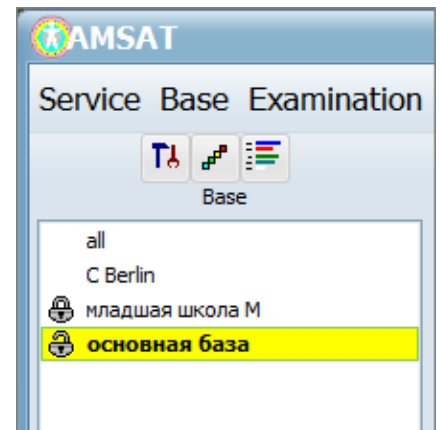 AMSAT
Service Base Examination
Base
all
C Berlin
младшая школа М
основная база